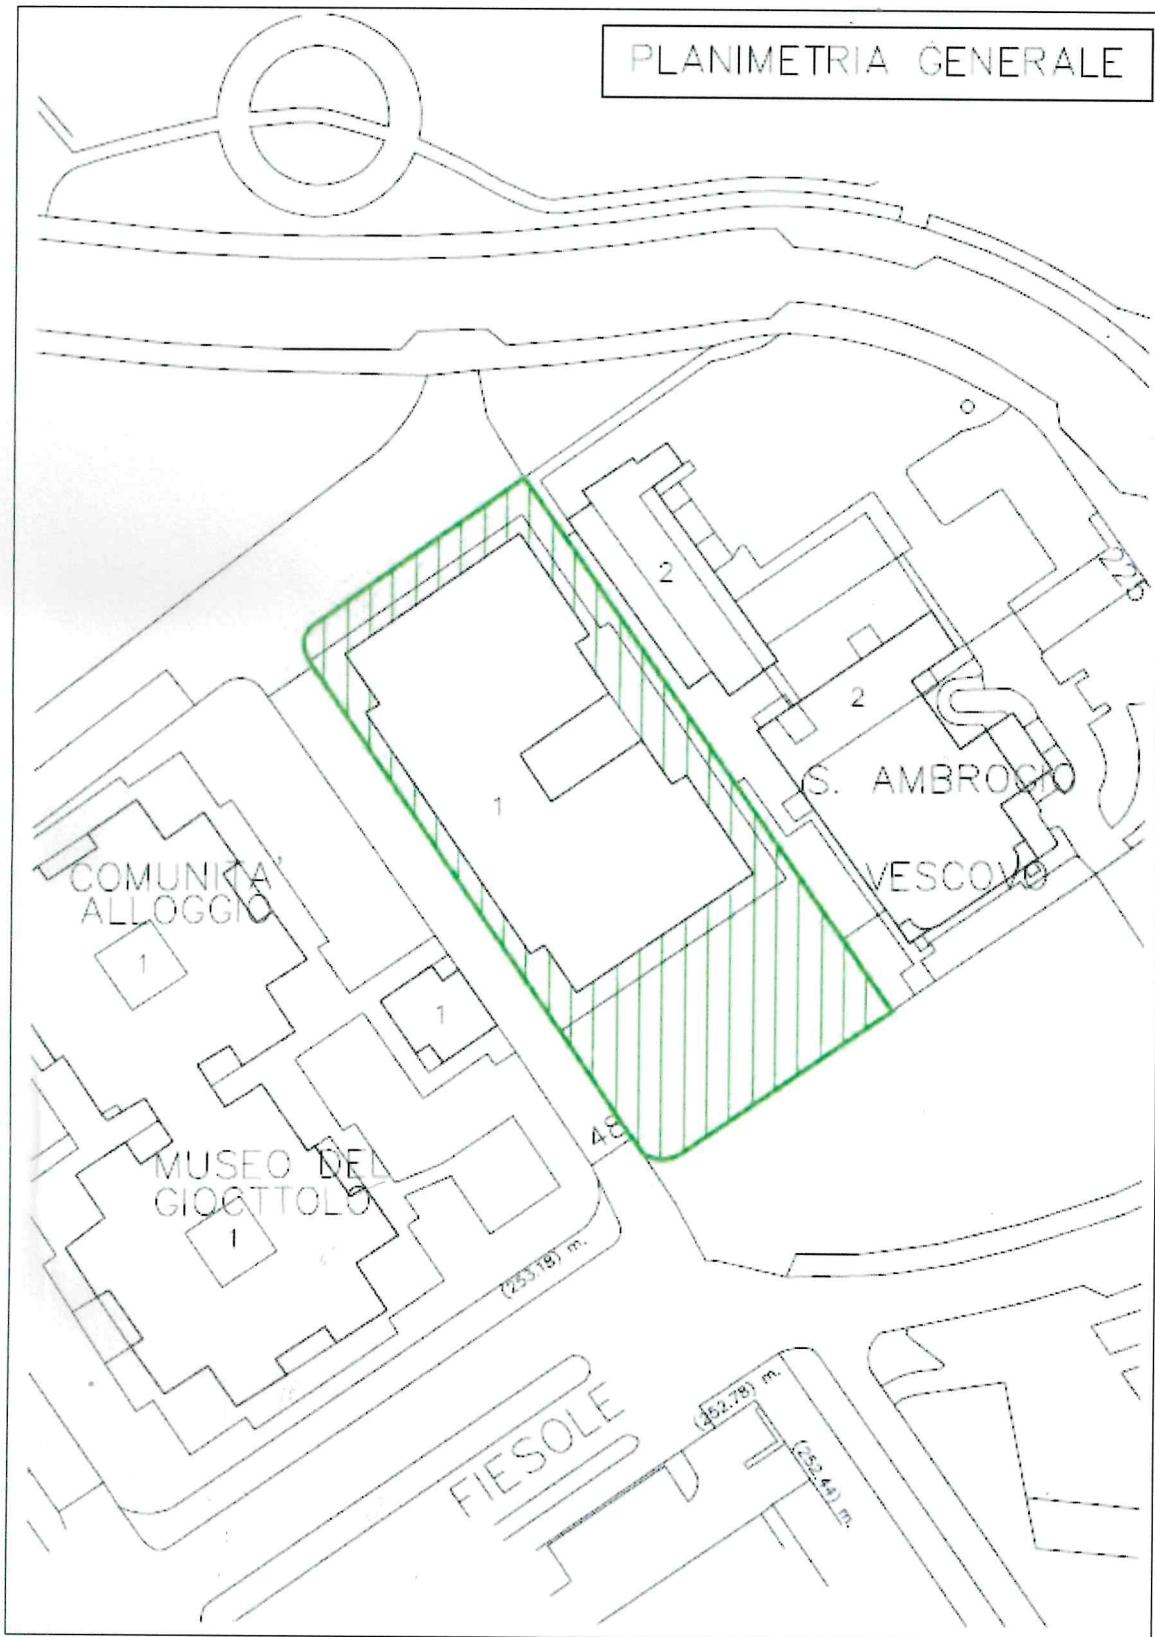 PLANIMETRIA GENERALE
2
225
2
S. AMBROGIO
VESCOVO
1
COMUNITA'
ALLOGGIO
1
1
48
MUSEO DEL
GIOCTTOLO
1
(253.18) m.
(252.78) m.
(252.44) m.
FIESOLE